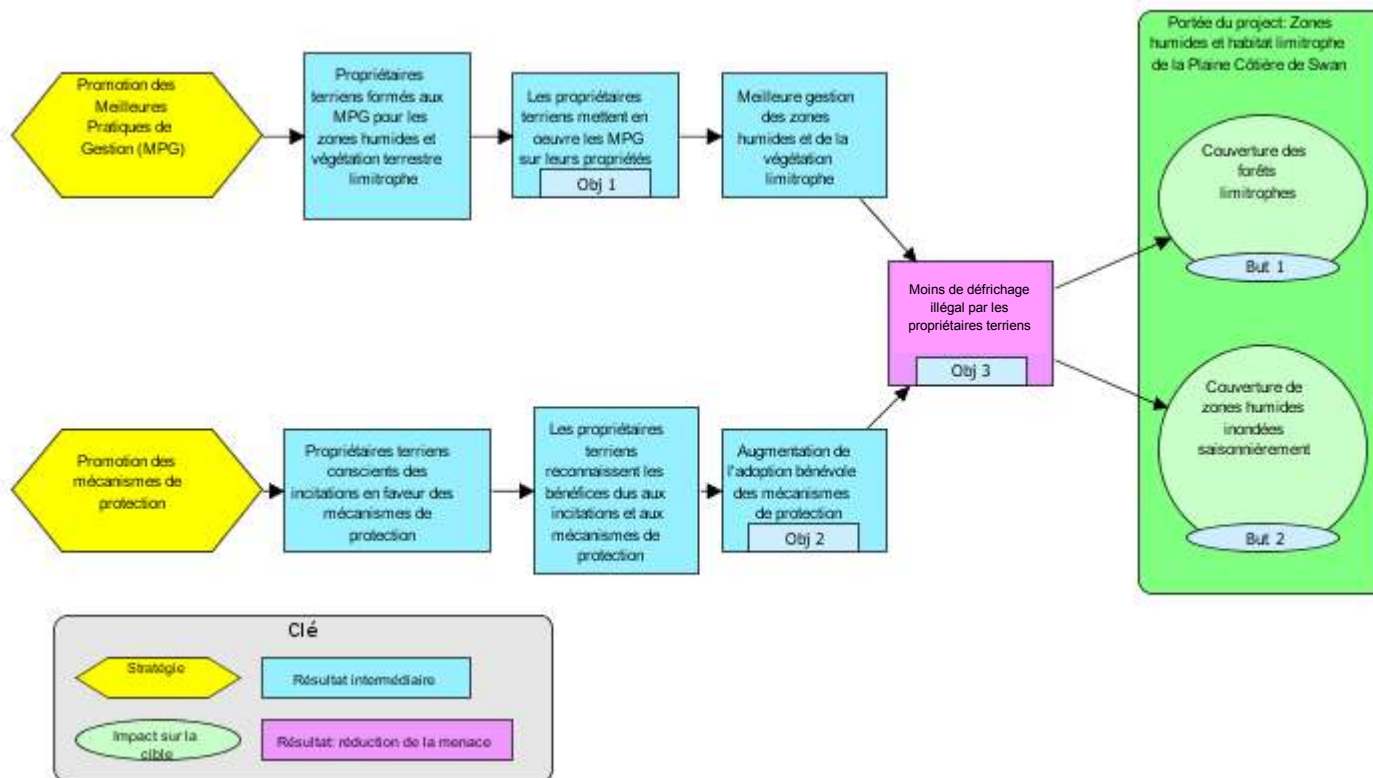 Portée du project: Zones
humides et habitat limitrophe
de la Plaine Côtière de Swan
Promotion des
Meilleures
Pratiques de
Gestion (MPG)
Propriétaires
terriens formés aux
MPG pour les
zones humides et
végétation terrestre
limitrophe
Les propriétaires
terriens mettent en
oeuvre les MPG
sur leurs propriétés
Obj 1
Meilleure gestion
des zones
humides et de la
végétation
limitrophe
Couverture des
forêts
limitrophes
But 1
Moins de défrichage
illégal par les
propriétaires terriens
Obj 3
Couverture de
zones humides
inondées
saisonnièrement
But 2
Promotion des
mécanismes de
protection
Propriétaires terriens
conscients des
incitations en faveur des
mécanismes de
protection
Les propriétaires
terriens
reconnaissent les
bénéfices dus aux
incitations et aux
mécanismes de
protection
Augmentation de
l'adoption bénévole
des mécanismes
de protection
Obj 2
Clé
Stratégie
Résultat intermédiaire
Impact sur la
cible
Résultat: réduction de la menace